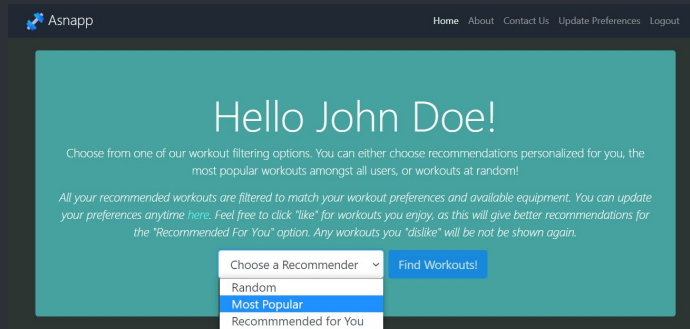 Asnapp
Home About Contact Us Update Preferences Logout
Hello John Doe!
Choose from one of our workout filtering options. You can either choose recommendations personalized for you, the
most popular workouts amongst all users, or workouts at random!
All your recommended workouts are filtered to match your workout preferences and available equipment. You can update
your preferences anytime here. Feel free to click "like" for workouts you enjoy, as this will give better recommendations for
the "Recommended For You" option. Any workouts you "dislike" will be not be shown again.
Choose a Recommender Find Workouts!
Random
Most Popular
Recommmended for You